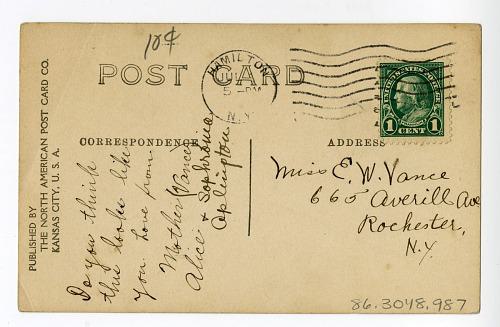 10¢
POST CARD
HAMILTON
JUL
5 - PM
N.Y.
UNITED STATES POSTAGE
1 1
CENT
CORRESPONDENCE
ADDRESS
PUBLISHED BY
THE NORTH AMERICAN POST CARD CO.
KANSAS CITY, U. S. A.
Do you think
this looks like
you. Love from
Mother (Vance)
Alice & Sophronia
Miss E. W. Vance
665 Averill Ave
Rochester,
N.Y.
86.3048.987